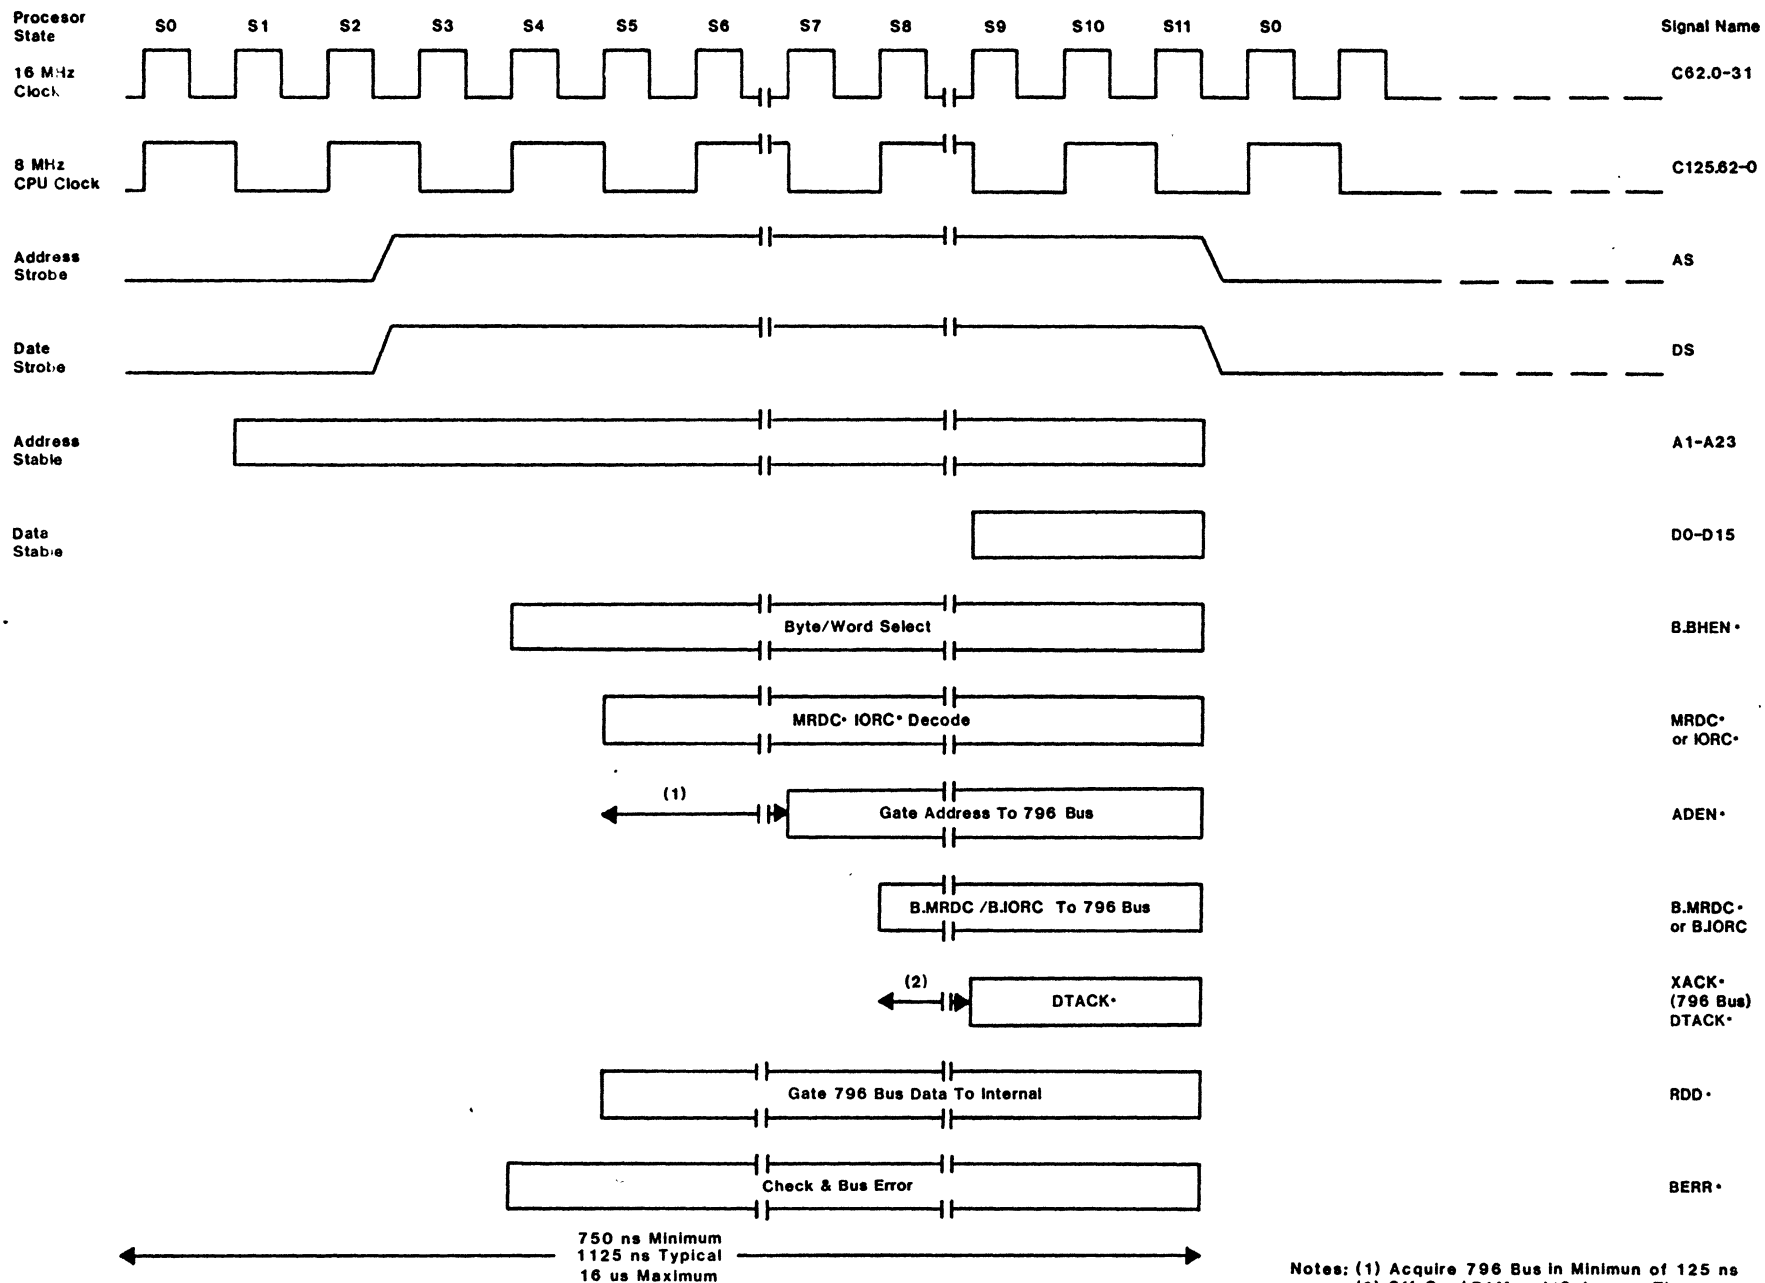 Procesor
State
S0 S1 S2 S3 S4 S5 S6 S7 S8 S9 S10 S11 S0
Signal Name
16 MHz
Clock
C62.0-31
8 MHz
CPU Clock
C125.62-0
Address
Strobe
AS
Date
Strobe
DS
Address
Stable
A1-A23
Data
Stable
D0-D15
Byte/Word Select
B.BHEN*
MRDC* IORC* Decode
MRDC*
or IORC*
(1)
Gate Address To 796 Bus
ADEN*
B.MRDC /B.IORC To 796 Bus
B.MRDC*
or B.IORC
(2)
DTACK*
XACK*
(796 Bus)
DTACK*
Gate 796 Bus Data To Internal
RDD*
Check & Bus Error
BERR*
750 ns Minimum
1125 ns Typical
16 us Maximum
Notes: (1) Acquire 796 Bus in Minimun of 125 ns